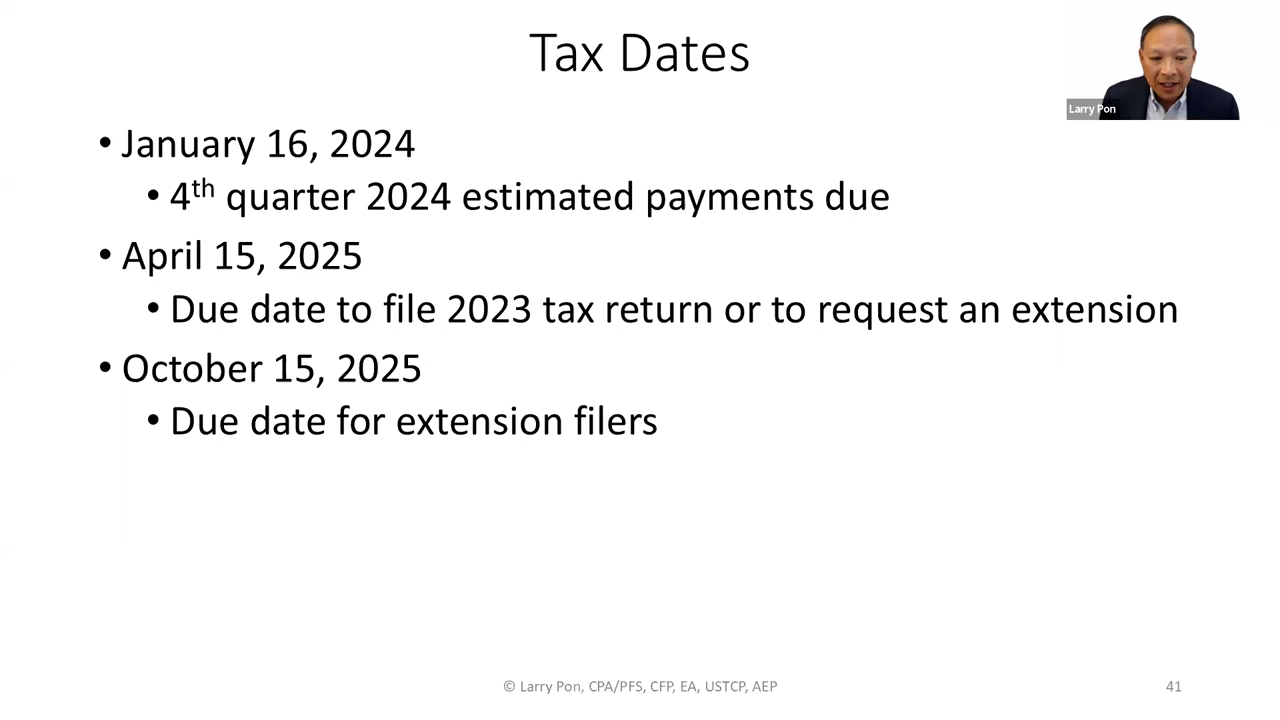 Tax Dates
Larry Pon
• January 16, 2024
• 4th quarter 2024 estimated payments due
• April 15, 2025
• Due date to file 2023 tax return or to request an extension
• October 15, 2025
• Due date for extension filers
© Larry Pon, CPA/PFS, CFP, EA, USTCP, AEP
41